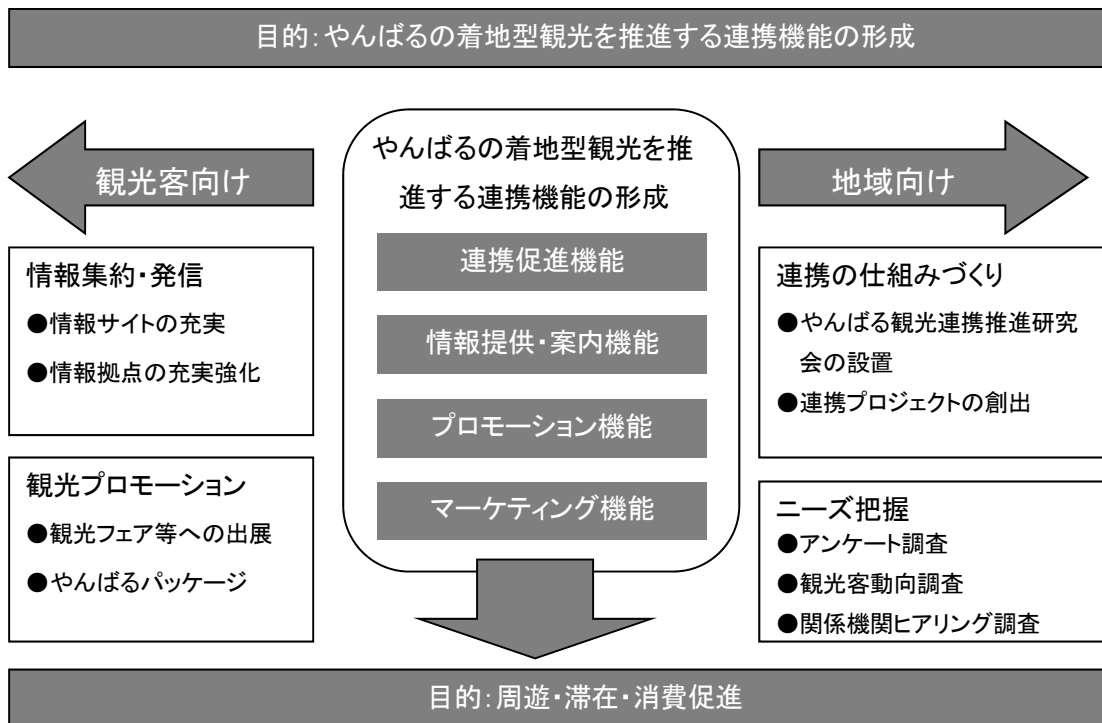 目的：やんばるの着地型観光を推進する連携機能の形成
観光客向け
情報集約・発信
●情報サイトの充実
●情報拠点の充実強化
観光プロモーション
●観光フェア等への出展
●やんばるパッケージ
やんばるの着地型観光を推
進する連携機能の形成
連携促進機能
情報提供・案内機能
プロモーション機能
マーケティング機能
地域向け
連携の仕組みづくり
●やんばる観光連携推進研究
会の設置
●連携プロジェクトの創出
ニーズ把握
●アンケート調査
●観光客動向調査
●関係機関ヒアリング調査
目的：周遊・滞在・消費促進